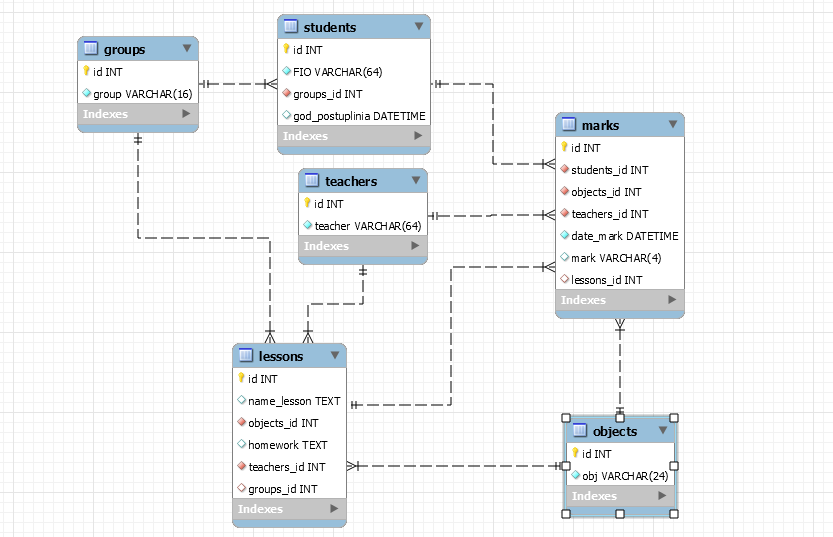 groups
id INT
group VARCHAR(16)
Indexes
students
id INT
FIO VARCHAR(64)
groups_id INT
god_postuplinia DATETIME
Indexes
teachers
id INT
teacher VARCHAR(64)
Indexes
marks
id INT
students_id INT
objects_id INT
teachers_id INT
date_mark DATETIME
mark VARCHAR(4)
lessons_id INT
Indexes
lessons
id INT
name_lesson TEXT
objects_id INT
homework TEXT
teachers_id INT
groups_id INT
Indexes
objects
id INT
obj VARCHAR(24)
Indexes